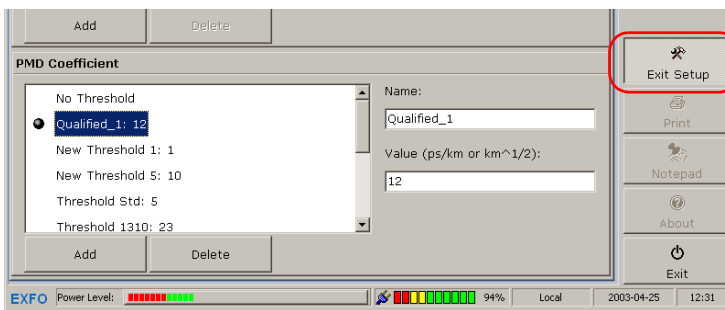 Add
Delete
PMD Coefficient
No Threshold
Qualified_1: 12
New Threshold 1: 1
New Threshold 5: 10
Threshold Std: 5
Threshold 1310: 23
Add
Delete
Name:
Qualified_1
Value (ps/km or km^1/2):
12
Exit Setup
Print
Notepad
About
Exit
EXFO
Power Level:
94%
Local
2003-04-25
12:31